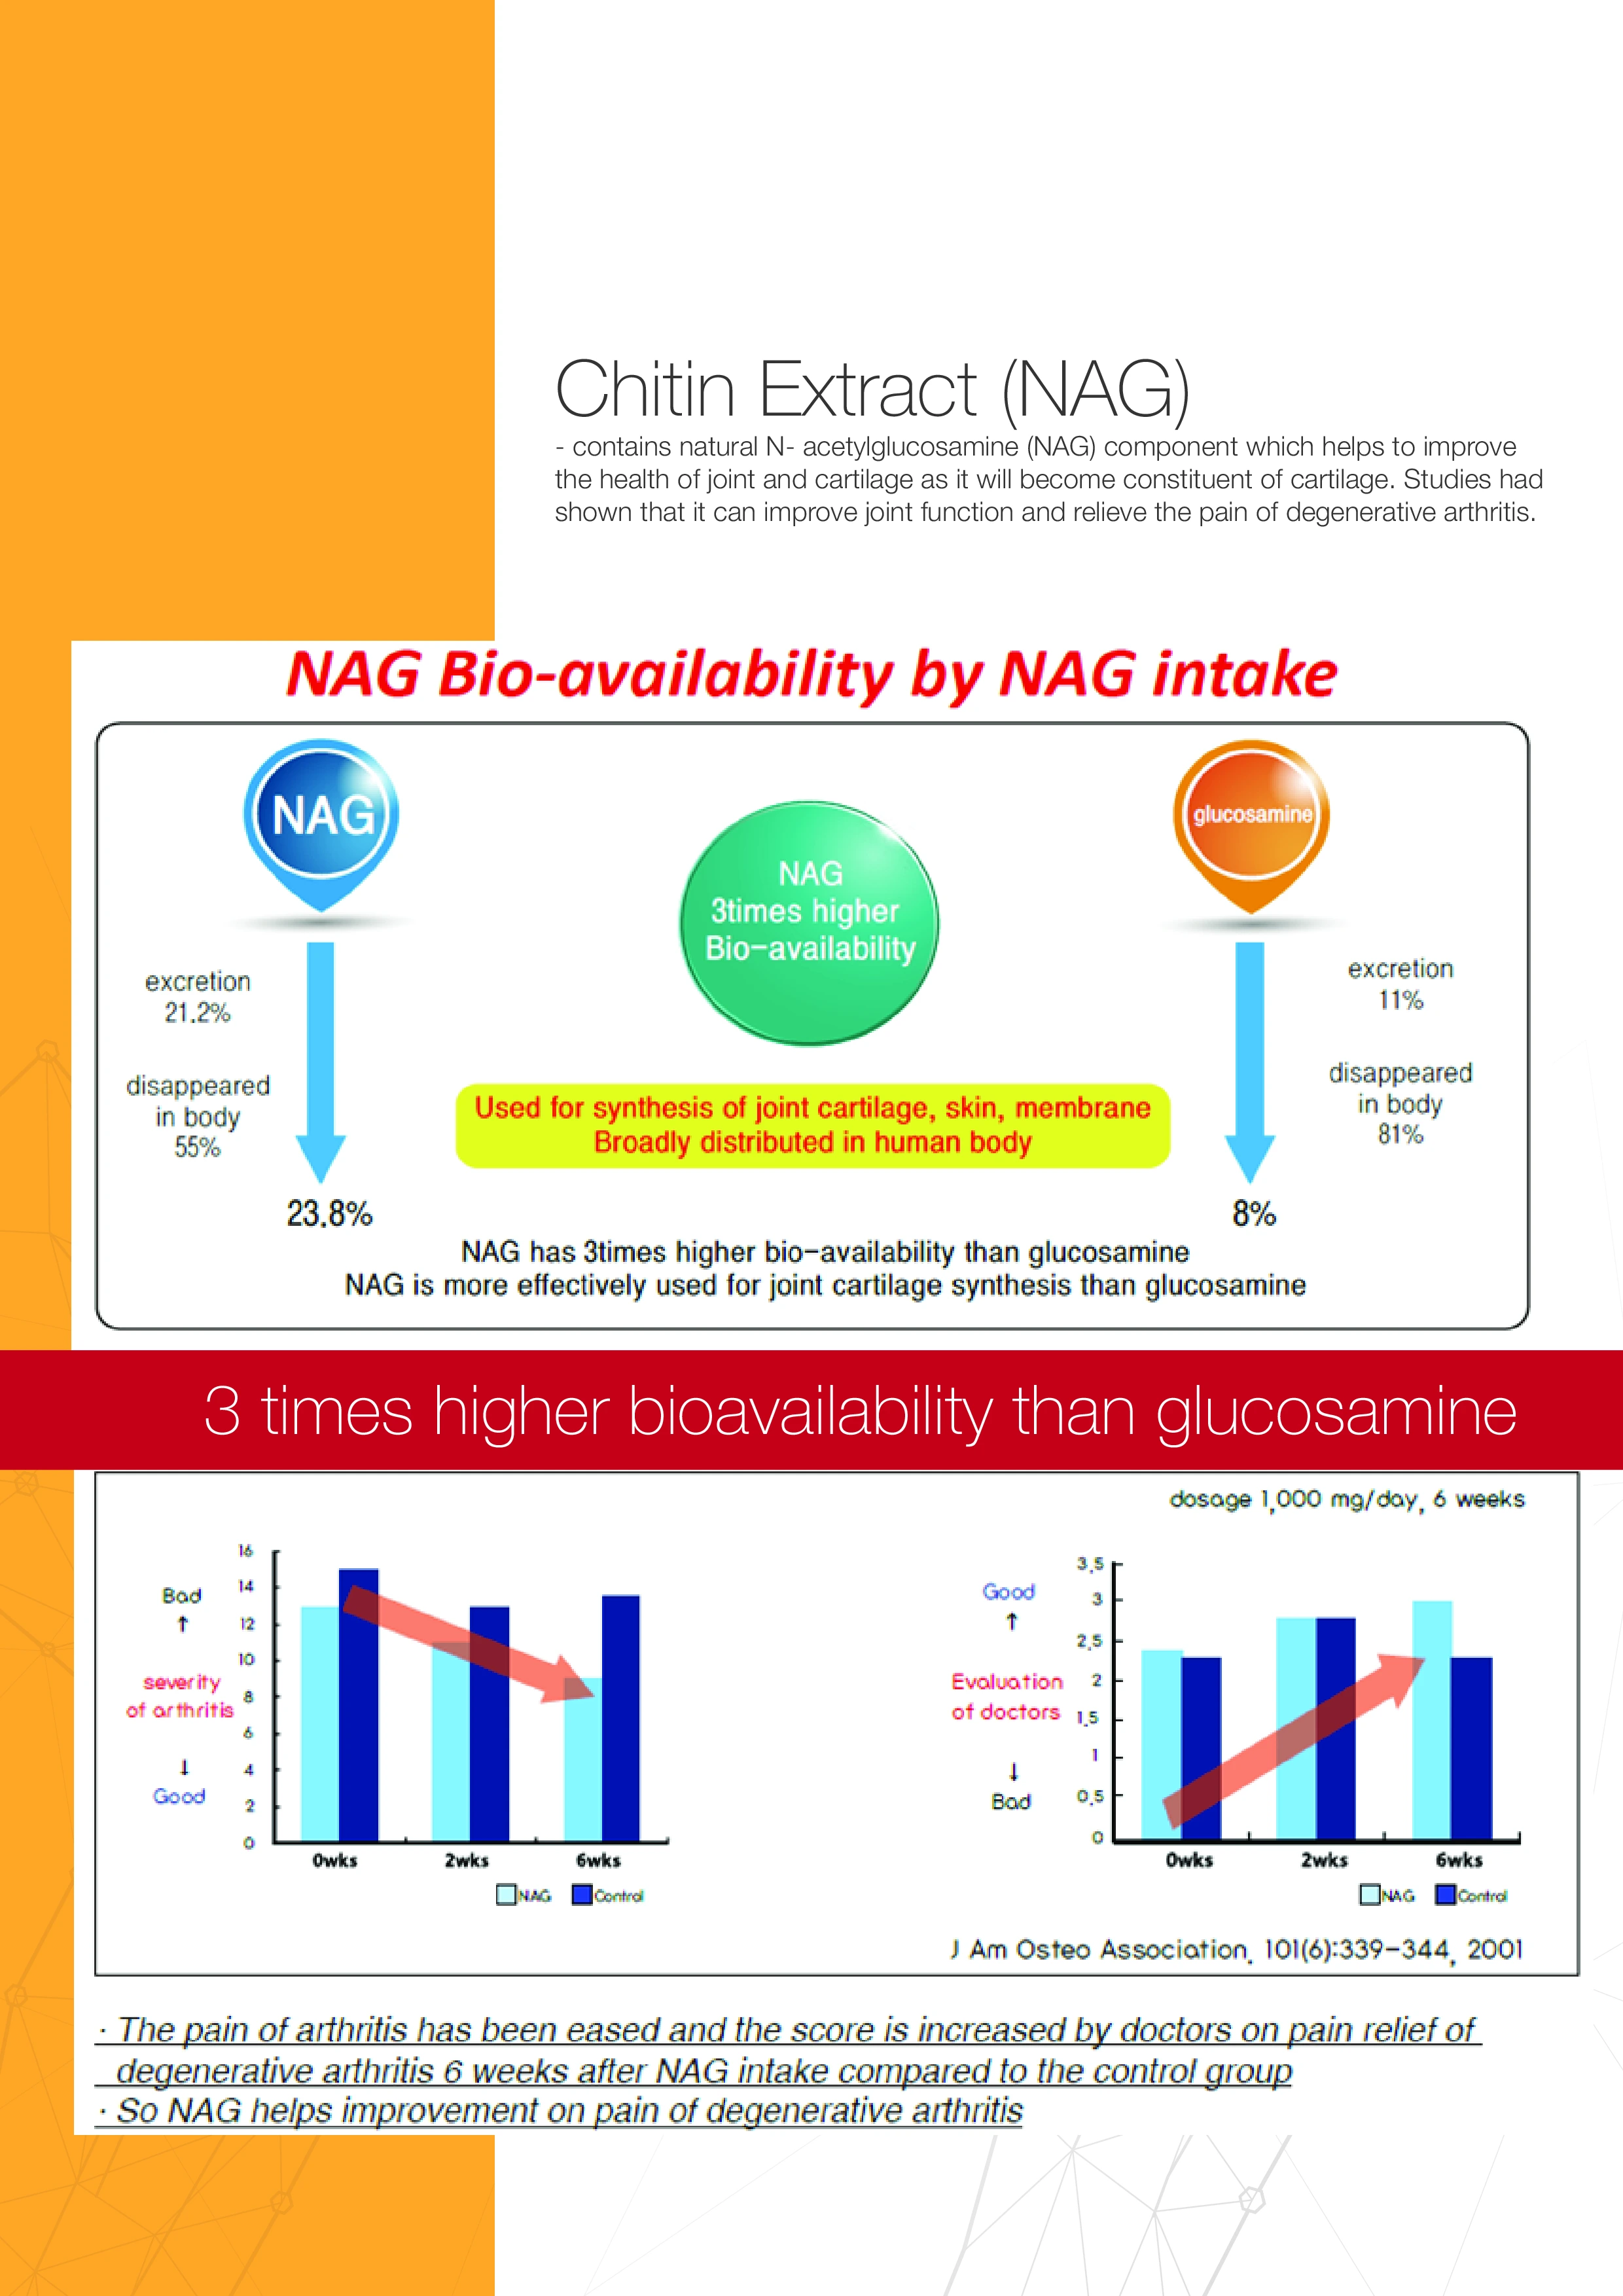 Chitin Extract (NAG)
- contains natural N- acetylglucosamine (NAG) component which helps to improve
the health of joint and cartilage as it will become constituent of cartilage. Studies had
shown that it can improve joint function and relieve the pain of degenerative arthritis.
NAG Bio-availability by NAG intake
NAG
glucosamine
NAG
3times higher
Bio-availability
excretion
21.2%
disappeared
in body
55%
23.8%
excretion
11%
disappeared
in body
81%
8%
Used for synthesis of joint cartilage, skin, membrane
Broadly distributed in human body
NAG has 3times higher bio-availability than glucosamine
NAG is more effectively used for joint cartilage synthesis than glucosamine
3 times higher bioavailability than glucosamine
dosage 1,000 mg/day, 6 weeks
Bad
↑
severity
of arthritis
↓
Good
16
14
12
10
8
6
4
2
0
0wks 2wks 6wks
NAG Control
Good
↑
Evaluation
of doctors
↓
Bad
3,5
3
2,5
2
1,5
1
0,5
0
0wks 2wks 6wks
NAG Control
J Am Osteo Association, 101(6):339-344, 2001
· The pain of arthritis has been eased and the score is increased by doctors on pain relief of
degenerative arthritis 6 weeks after NAG intake compared to the control group
· So NAG helps improvement on pain of degenerative arthritis